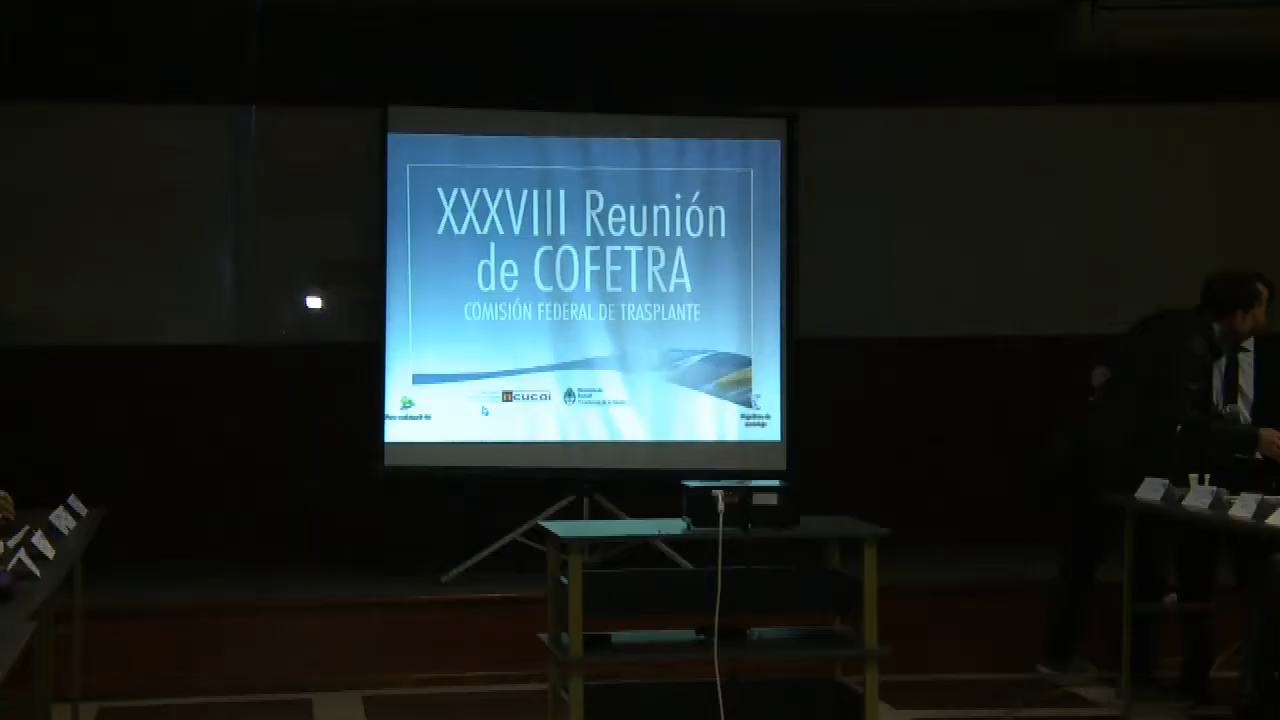 XXXVIII Reunión
de COFETRA
COMISIÓN FEDERAL DE TRASPLANTE
incucai